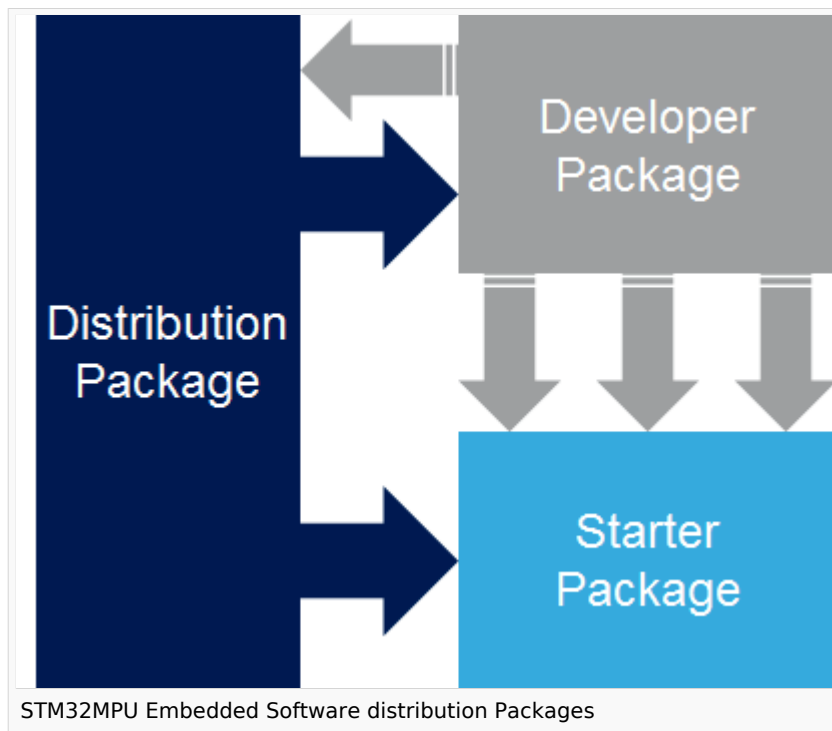 Developer
Package
Distribution
Package
Starter
Package
STM32MPU Embedded Software distribution Packages